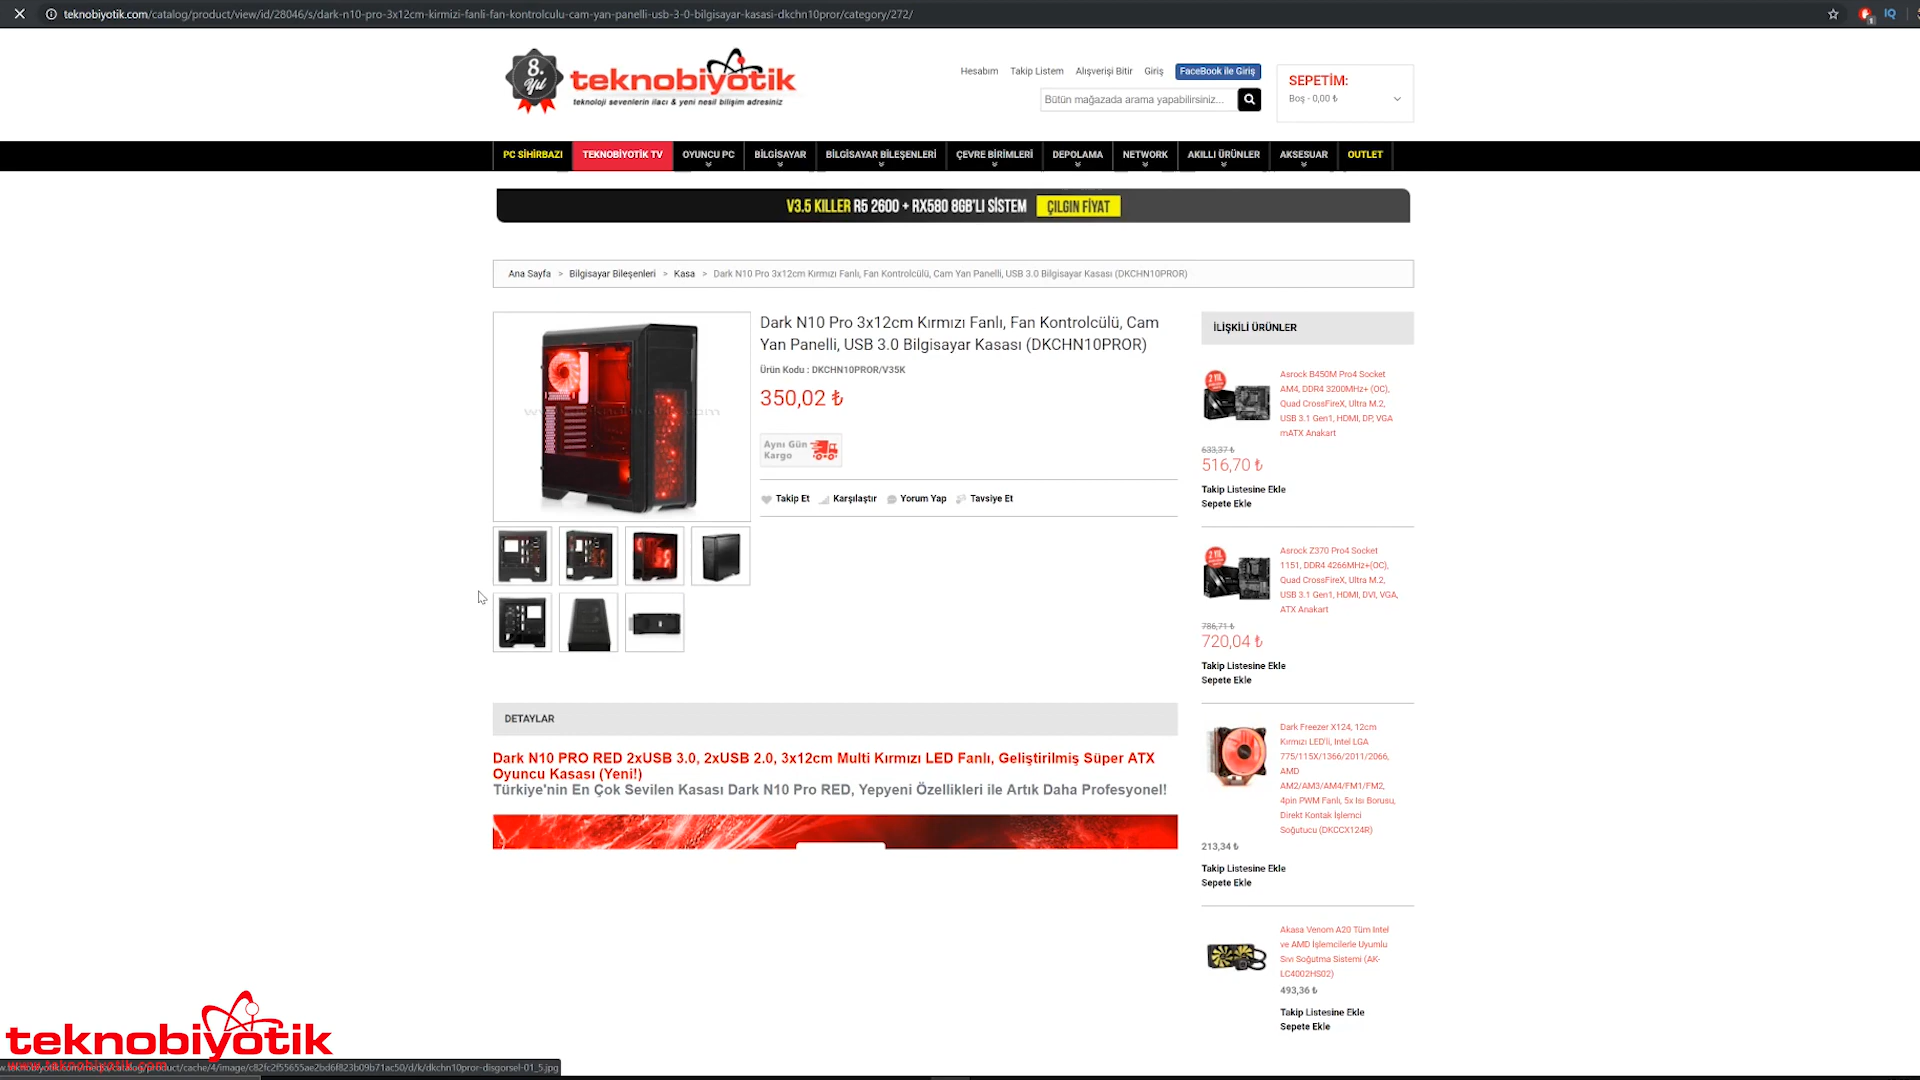 teknobiyotik.com/catalog/product/view/id/28046/s/dark-n10-pro-3x12cm-kirmizi-fanli-fan-kontrolculu-cam-yan-panelli-usb-3-0-bilgisayar-kasasi-dkchn10pror/category/272/
8. Yıl
teknobiyotik
teknoloji sevenlerin ilacı & yeni nesil bilişim adresiniz
Hesabım Takip Listem Alışverişi Bitir Giriş FaceBook ile Giriş
Bütün mağazada arama yapabilirsiniz...
SEPETİM:
Boş - 0,00 ₺
PC SİHİRBAZI TEKNOBİYOTİK TV OYUNCU PC BİLGİSAYAR BİLGİSAYAR BİLEŞENLERİ ÇEVRE BİRİMLERİ DEPOLAMA NETWORK AKILLI ÜRÜNLER AKSESUAR OUTLET
V3.5 KILLER R5 2600 + RX580 8GB'LI SİSTEM ÇILGIN FİYAT
Ana Sayfa > Bilgisayar Bileşenleri > Kasa > Dark N10 Pro 3x12cm Kırmızı Fanlı, Fan Kontrolcülü, Cam Yan Panelli, USB 3.0 Bilgisayar Kasası (DKCHN10PROR)
Dark N10 Pro 3x12cm Kırmızı Fanlı, Fan Kontrolcülü, Cam
Yan Panelli, USB 3.0 Bilgisayar Kasası (DKCHN10PROR)
Ürün Kodu : DKCHN10PROR/V35K
350,02 ₺
Aynı Gün
Kargo
Takip Et Karşılaştır Yorum Yap Tavsiye Et
DETAYLAR
Dark N10 PRO RED 2xUSB 3.0, 2xUSB 2.0, 3x12cm Multi Kırmızı LED Fanlı, Geliştirilmiş Süper ATX
Oyuncu Kasası (Yeni!)
Türkiye'nin En Çok Sevilen Kasası Dark N10 Pro RED, Yepyeni Özellikleri ile Artık Daha Profesyonel!
İLİŞKİLİ ÜRÜNLER
2 YIL
Asrock B450M Pro4 Socket
AM4, DDR4 3200MHz+ (OC),
Quad CrossFireX, Ultra M.2,
USB 3.1 Gen1, HDMI, DP, VGA
mATX Anakart
633,37 ₺
516,70 ₺
Takip Listesine Ekle
Sepete Ekle
2 YIL
Asrock Z370 Pro4 Socket
1151, DDR4 4266MHz+(OC),
Quad CrossFireX, Ultra M.2,
USB 3.1 Gen1, HDMI, DVI, VGA,
ATX Anakart
786,71 ₺
720,04 ₺
Takip Listesine Ekle
Sepete Ekle
Dark Freezer X124, 12cm
Kırmızı LED'li, Intel LGA
775/115X/1366/2011/2066,
AMD
AM2/AM3/AM4/FM1/FM2,
4pin PWM Fanlı, 5x Isı Borusu,
Direkt Kontak İşlemci
Soğutucu (DKCCX124R)
213,34 ₺
Takip Listesine Ekle
Sepete Ekle
Akasa Venom A20 Tüm Intel
ve AMD İşlemcilerle Uyumlu
Sıvı Soğutma Sistemi (AK-
LC4002HS02)
493,36 ₺
Takip Listesine Ekle
Sepete Ekle
teknobiyotik